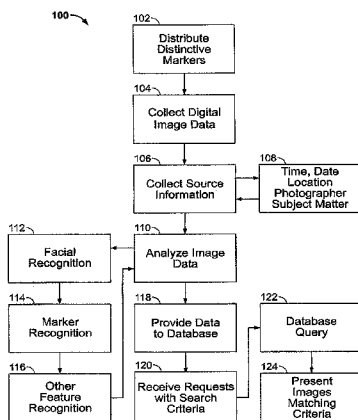 100
102
Distribute
Distinctive
Markers
104
Collect Digital
Image Data
106
Collect Source
Information
108
Time, Date
Location
Photographer
Subject Matter
110
Analyze Image
Data
112
Facial
Recognition
114
Marker
Recognition
116
Other
Feature
Recognition
118
Provide Data
to Database
120
Receive Requests
with Search
Criteria
122
Database
Query
124
Present
Images
Matching
Criteria